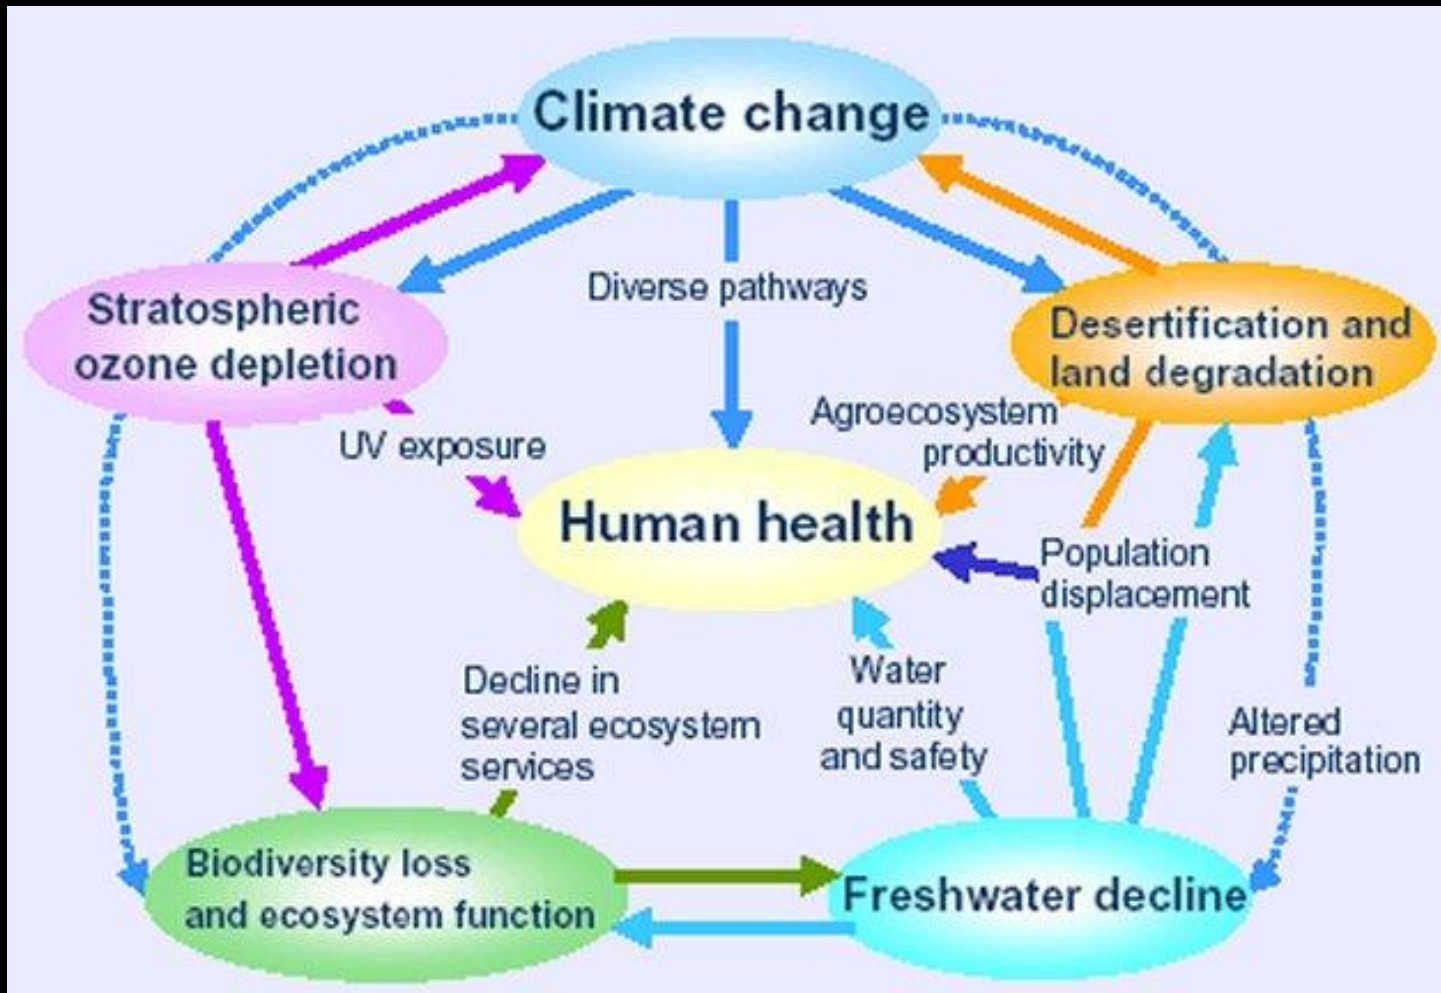 Climate change
Diverse pathways
Stratospheric
ozone depletion
Desertification and
land degradation
UV exposure
Agroecosystem
productivity
Human health
Population
displacement
Decline in
several ecosystem
services
Water
quantity
and safety
Altered
precipitation
Biodiversity loss
and ecosystem function
Freshwater decline